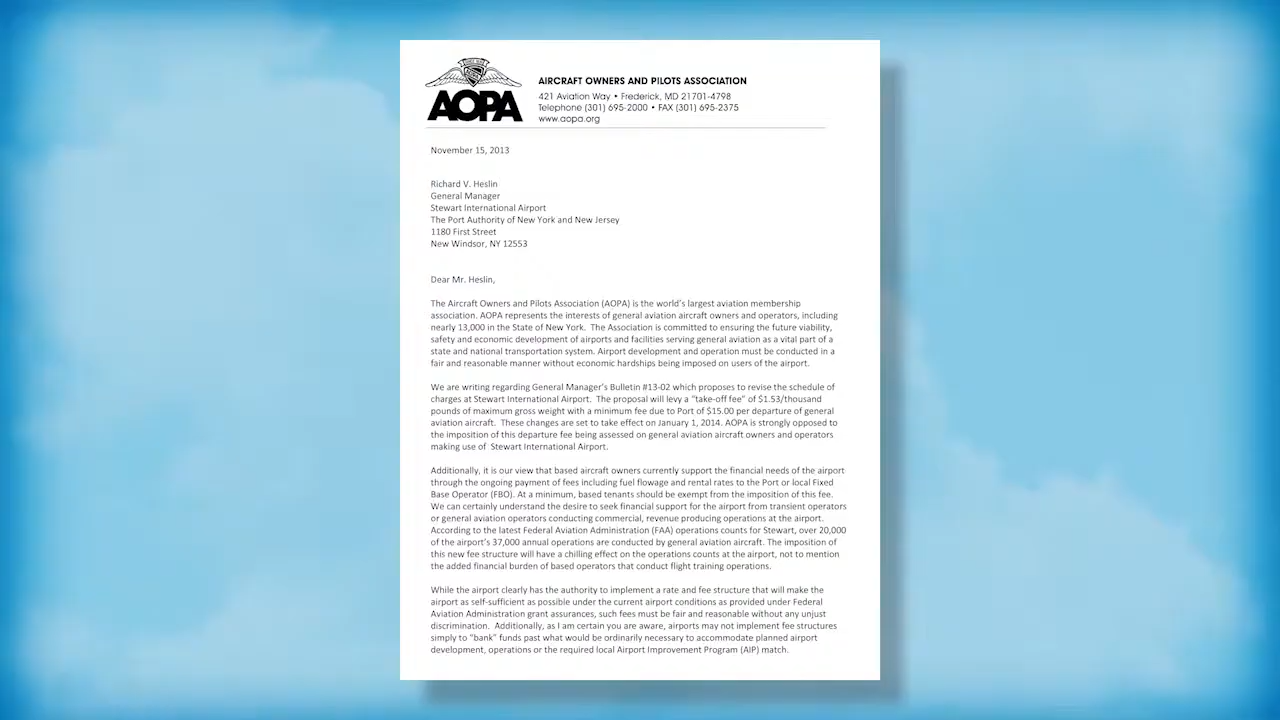 AOPA
AIRCRAFT OWNERS AND PILOTS ASSOCIATION
421 Aviation Way • Frederick, MD 21701-4798
Telephone (301) 695-2000 • FAX (301) 695-2375
www.aopa.org
November 15, 2013
Richard V. Heslin
General Manager
Stewart International Airport
The Port Authority of New York and New Jersey
1180 First Street
New Windsor, NY 12553
Dear Mr. Heslin,
The Aircraft Owners and Pilots Association (AOPA) is the world's largest aviation membership
association. AOPA represents the interests of general aviation aircraft owners and operators, including
nearly 13,000 in the State of New York.  The Association is committed to ensuring the future viability,
safety and economic development of airports and facilities serving general aviation as a vital part of a
state and national transportation system. Airport development and operation must be conducted in a
fair and reasonable manner without economic hardships being imposed on users of the airport.
We are writing regarding General Manager's Bulletin #13-02 which proposes to revise the schedule of
charges at Stewart International Airport.  The proposal will levy a "take-off fee" of $1.53/thousand
pounds of maximum gross weight with a minimum fee due to Port of $15.00 per departure of general
aviation aircraft.  These changes are set to take effect on January 1, 2014. AOPA is strongly opposed to
the imposition of this departure fee being assessed on general aviation aircraft owners and operators
making use of  Stewart International Airport.
Additionally, it is our view that based aircraft owners currently support the financial needs of the airport
through the ongoing payment of fees including fuel flowage and rental rates to the Port or local Fixed
Base Operator (FBO). At a minimum, based tenants should be exempt from the imposition of this fee.
We can certainly understand the desire to seek financial support for the airport from transient operators
or general aviation operators conducting commercial, revenue producing operations at the airport.
According to the latest Federal Aviation Administration (FAA) operations counts for Stewart, over 20,000
of the airport's 37,000 annual operations are conducted by general aviation aircraft. The imposition of
this new fee structure will have a chilling effect on the operations counts at the airport, not to mention
the added financial burden of based operators that conduct flight training operations.
While the airport clearly has the authority to implement a rate and fee structure that will make the
airport as self-sufficient as possible under the current airport conditions as provided under Federal
Aviation Administration grant assurances, such fees must be fair and reasonable without any unjust
discrimination.  Additionally, as I am certain you are aware, airports may not implement fee structures
simply to "bank" funds past what would be ordinarily necessary to accommodate planned airport
development, operations or the required local Airport Improvement Program (AIP) match.